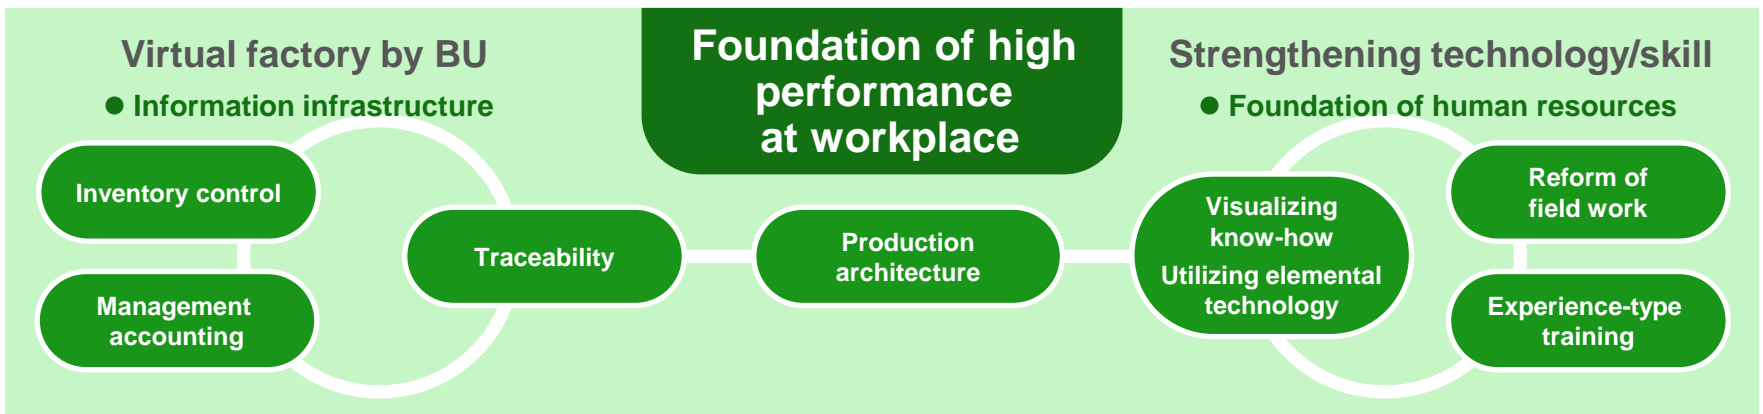 Virtual factory by BU
● Information infrastructure
Inventory control
Management
accounting
Traceability
Foundation of high
performance
at workplace
Production
architecture
Strengthening technology/skill
● Foundation of human resources
Visualizing
know-how
Utilizing elemental
technology
Reform of
field work
Experience-type
training